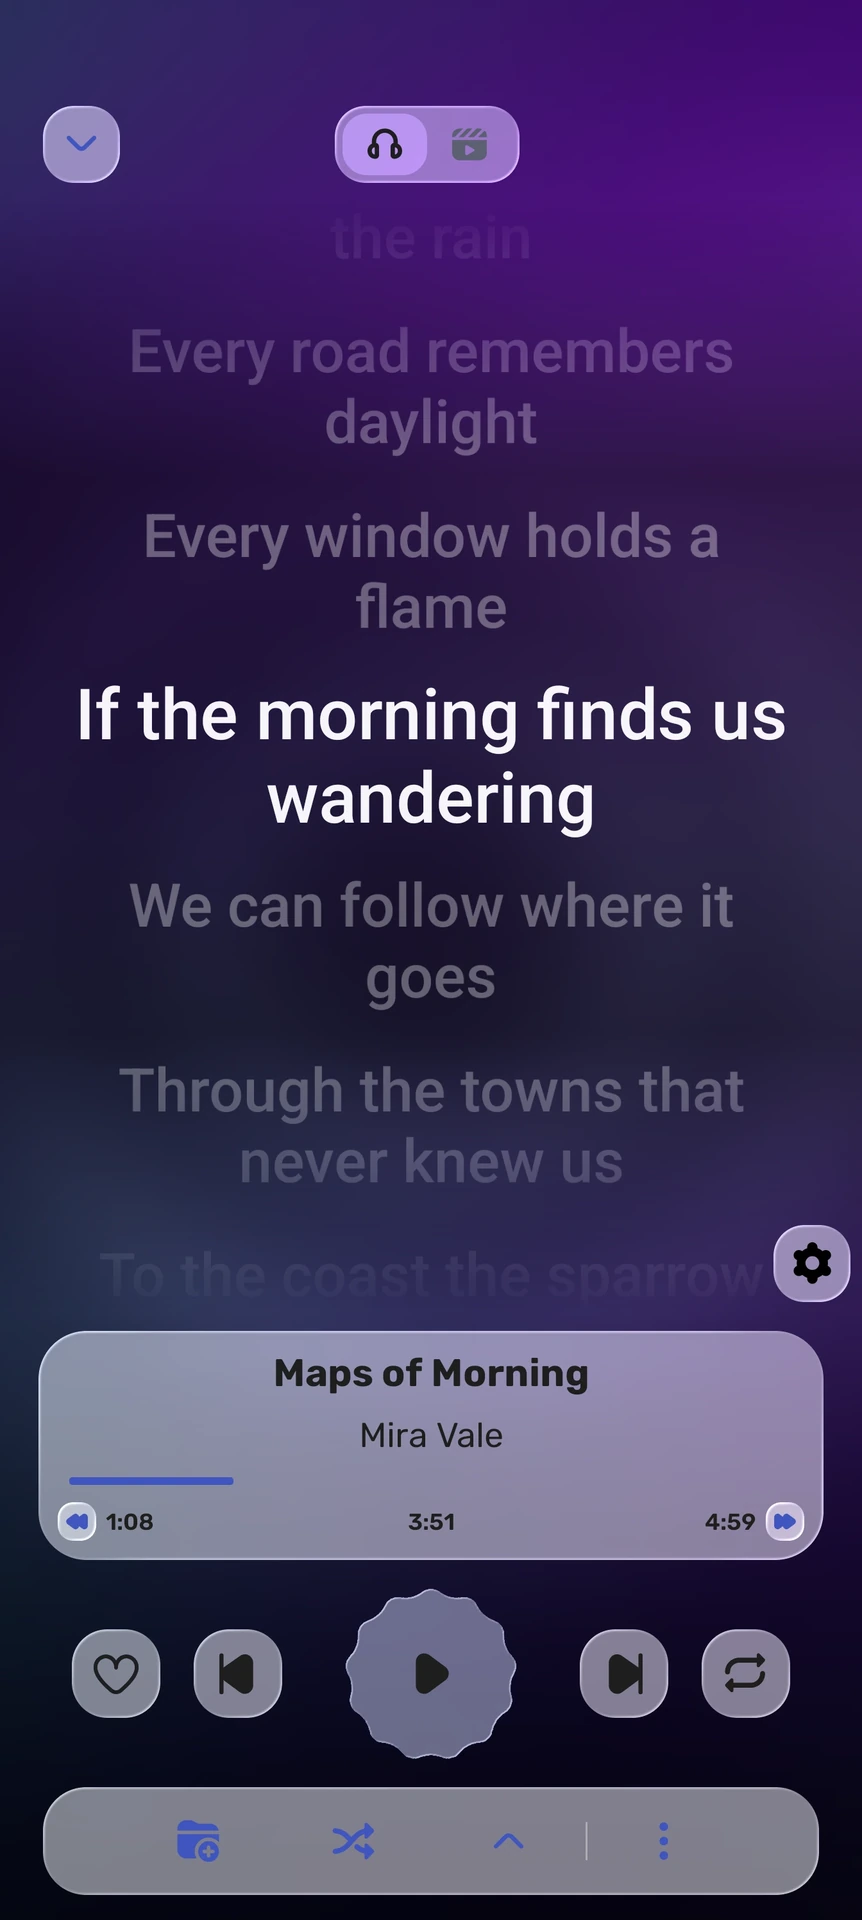 the rain
Every road remembers
daylight
Every window holds a
flame
If the morning finds us
wandering
We can follow where it
goes
Through the towns that
never knew us
To the coast the sparrow
Maps of Morning
Mira Vale
1:08 3:51 4:59